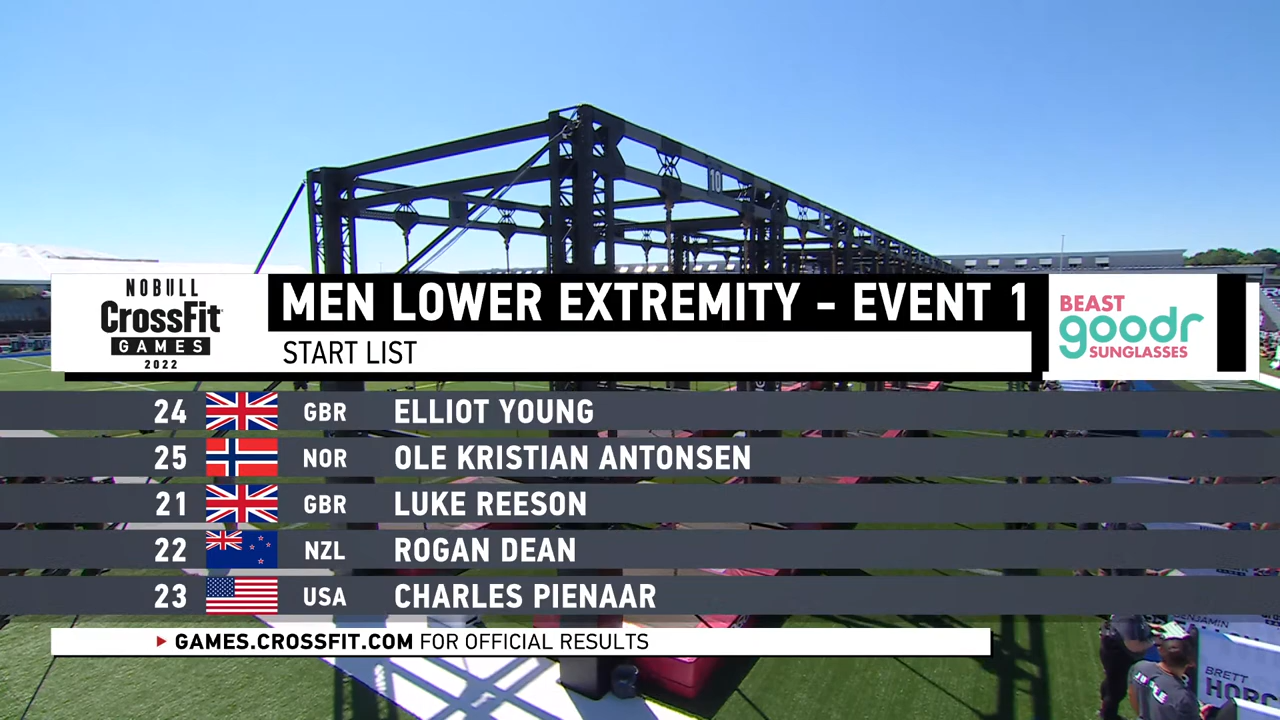 10
NOBULL
CrossFit
GAMES
2022
MEN LOWER EXTREMITY - EVENT 1
START LIST
BEAST
goodr
SUNGLASSES
24 GBR ELLIOT YOUNG
25 NOR OLE KRISTIAN ANTONSEN
21 GBR LUKE REESON
22 NZL ROGAN DEAN
23 USA CHARLES PIENAAR
GAMES.CROSSFIT.COM FOR OFFICIAL RESULTS
BENJAMIN
BRETT